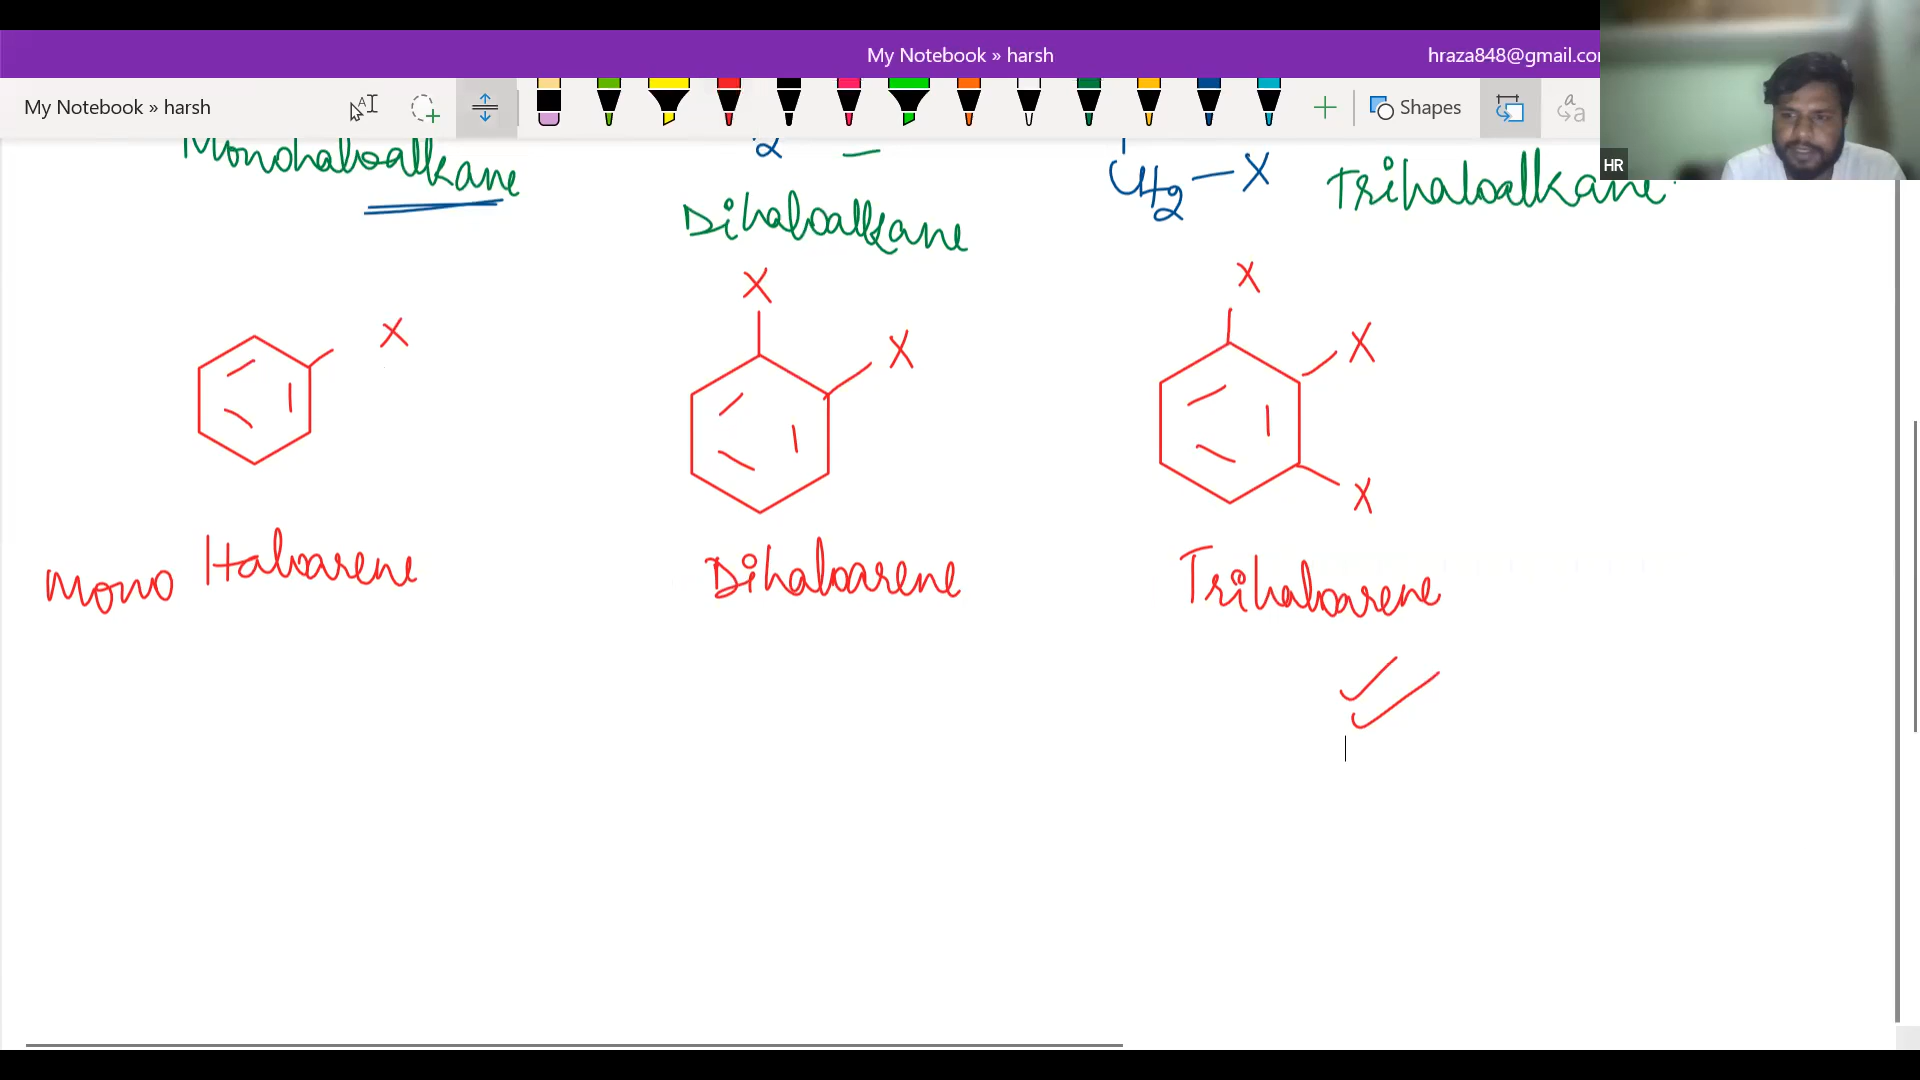 My Notebook » harsh
hraza848@gmail.co
My Notebook » harsh
Shapes
HR
Monohaloalkane
2
CH2 — X
Trihaloalkane
Dihaloalkane
X
X
X
X
X
X
Mono Haloarene
Dihaloarene
Trihaloarene